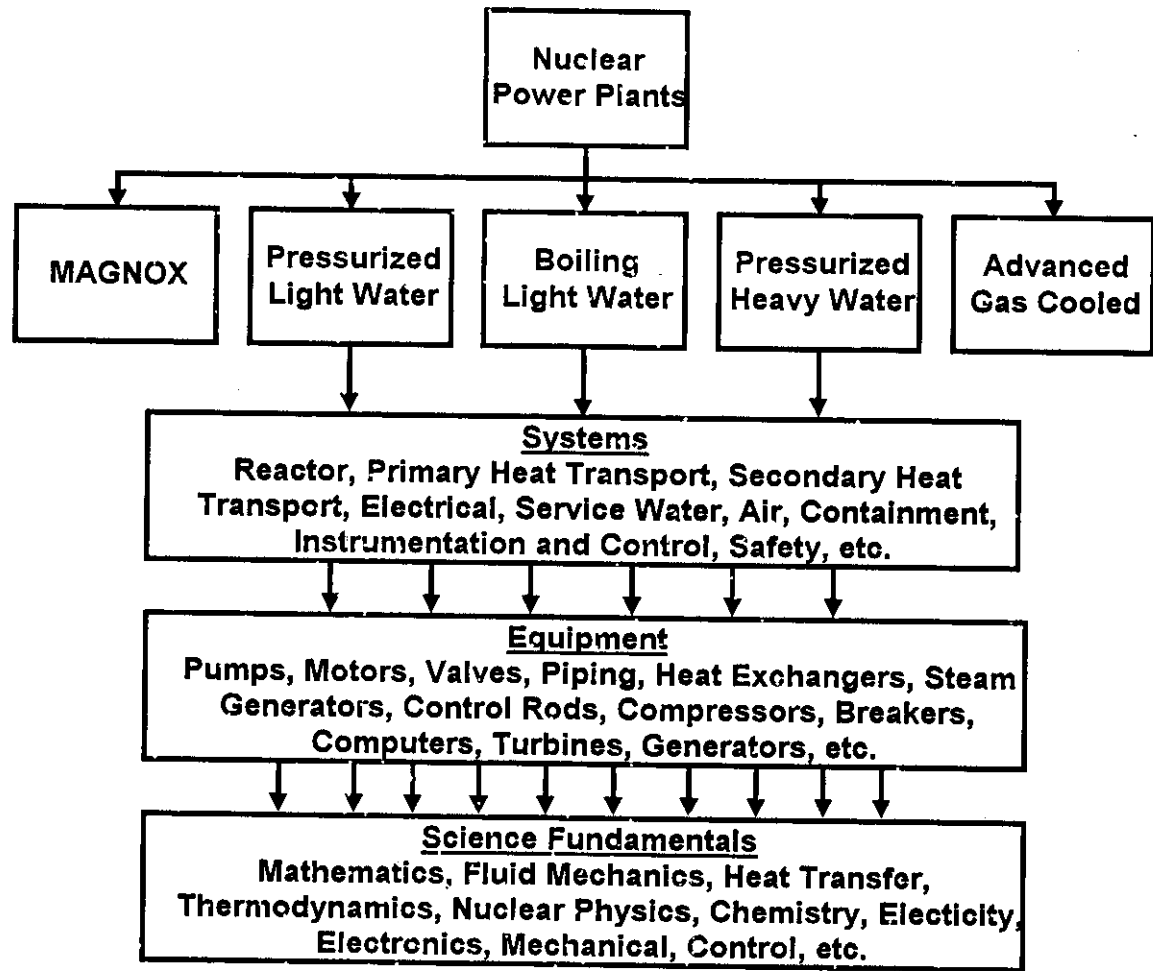 Nuclear
Power Plants
MAGNOX
Pressurized
Light Water
Boiling
Light Water
Pressurized
Heavy Water
Advanced
Gas Cooled
Systems
Reactor, Primary Heat Transport, Secondary Heat
Transport, Electrical, Service Water, Air, Containment,
Instrumentation and Control, Safety, etc.
Equipment
Pumps, Motors, Valves, Piping, Heat Exchangers, Steam
Generators, Control Rods, Compressors, Breakers,
Computers, Turbines, Generators, etc.
Science Fundamentals
Mathematics, Fluid Mechanics, Heat Transfer,
Thermodynamics, Nuclear Physics, Chemistry, Electicity,
Electronics, Mechanical, Control, etc.